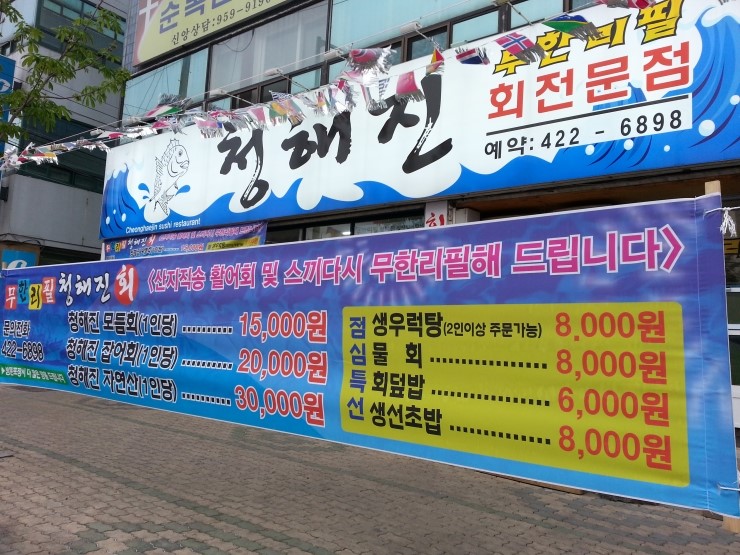 신앙상담:959-919
청해진
무한리필
회전문점
예약:422-6898
Cheonghaejin sushi restaurant
무한리필 청해진 회
<산지직송 활어회 및 스끼다시 무한리필해 드립니다>
문의전화
422-6898
청해진 모듬회(1인당) .......... 15,000원
청해진 잡어회(1인당) .......... 20,000원
청해진 자연산(1인당) .......... 30,000원
점심특선
생우럭탕(2인이상 주문가능) 8,000원
물 회 .................. 8,000원
회덮밥 .................. 6,000원
생선초밥 ............... 8,000원